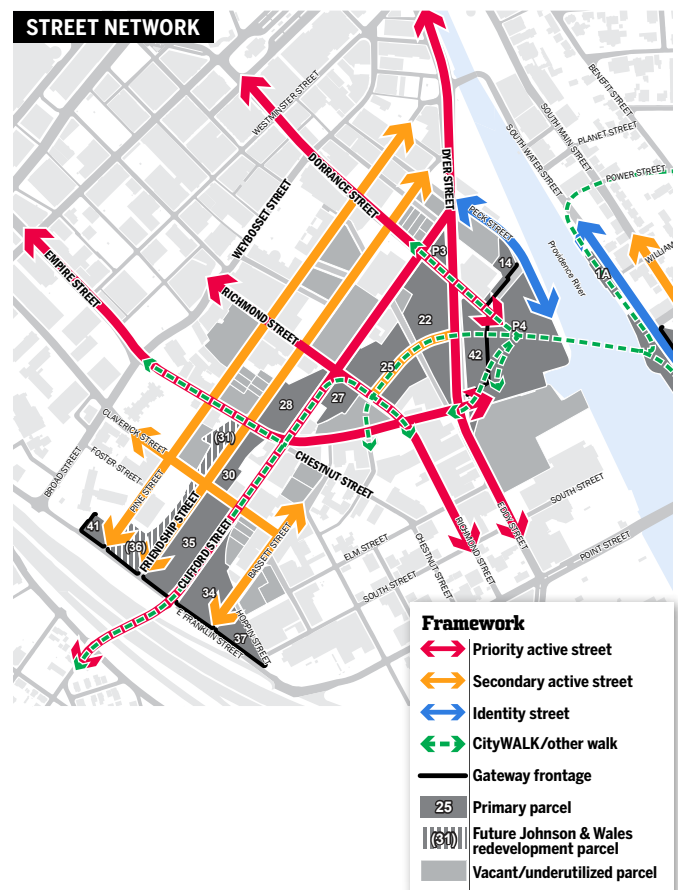 STREET NETWORK
BENEFIT STREET
WESTMINSTER STREET
SOUTH MAIN STREET
PLANET STREET
SOUTH WATER STREET
DORRANCE STREET
DYER STREET
POWER STREET
WEYBOSSET STREET
PECK STREET
WILLIAM
P3
14
Providence River
1A
EMPIRE STREET
RICHMOND STREET
22
P4
42
25
28
27
CLAVERICK STREET
(31)
FOSTER STREET
30
CHESTNUT STREET
BROAD STREET
PINE STREET
FRIENDSHIP STREET
CLIFFORD STREET
SOUTH STREET
EDDY STREET
41
(36)
35
BASSETT STREET
ELM STREET
CHESTNUT STREET
RICHMOND STREET
POINT STREET
SOUTH STREET
34
HOPPIN STREET
E FRANKLIN STREET
37
Framework
Priority active street
Secondary active street
Identity street
CityWALK/other walk
Gateway frontage
25 Primary parcel
(31) Future Johnson & Wales
redevelopment parcel
Vacant/underutilized parcel